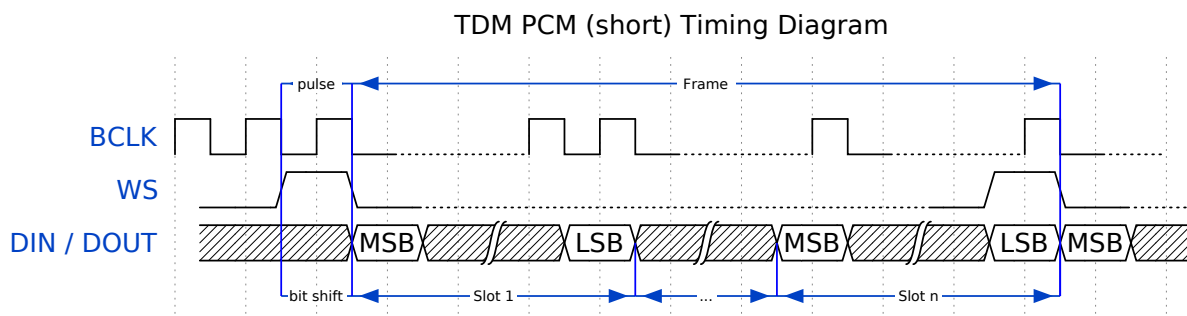 TDM PCM (short) Timing Diagram
pulse
Frame
BCLK
WS
DIN / DOUT
MSB
LSB
MSB
LSB
MSB
bit shift
Slot 1
...
Slot n